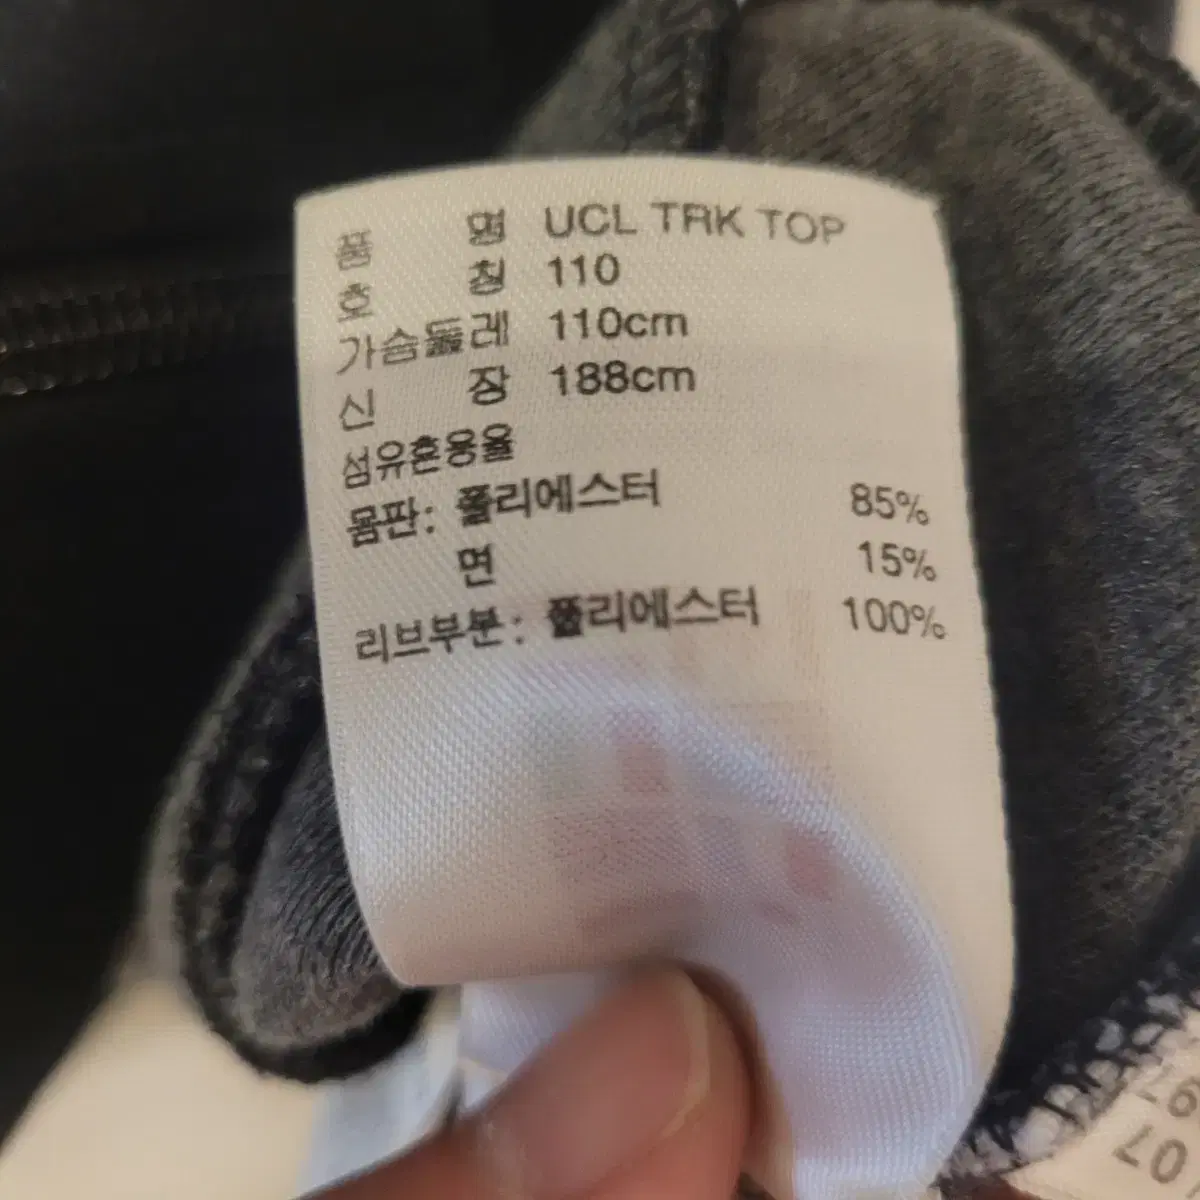 품 명 UCL TRK TOP
호 칭 110
가슴둘레 110cm
신 장 188cm
섬유혼용율
몸판: 폴리에스터 85%
면 15%
리브부분: 폴리에스터 100%